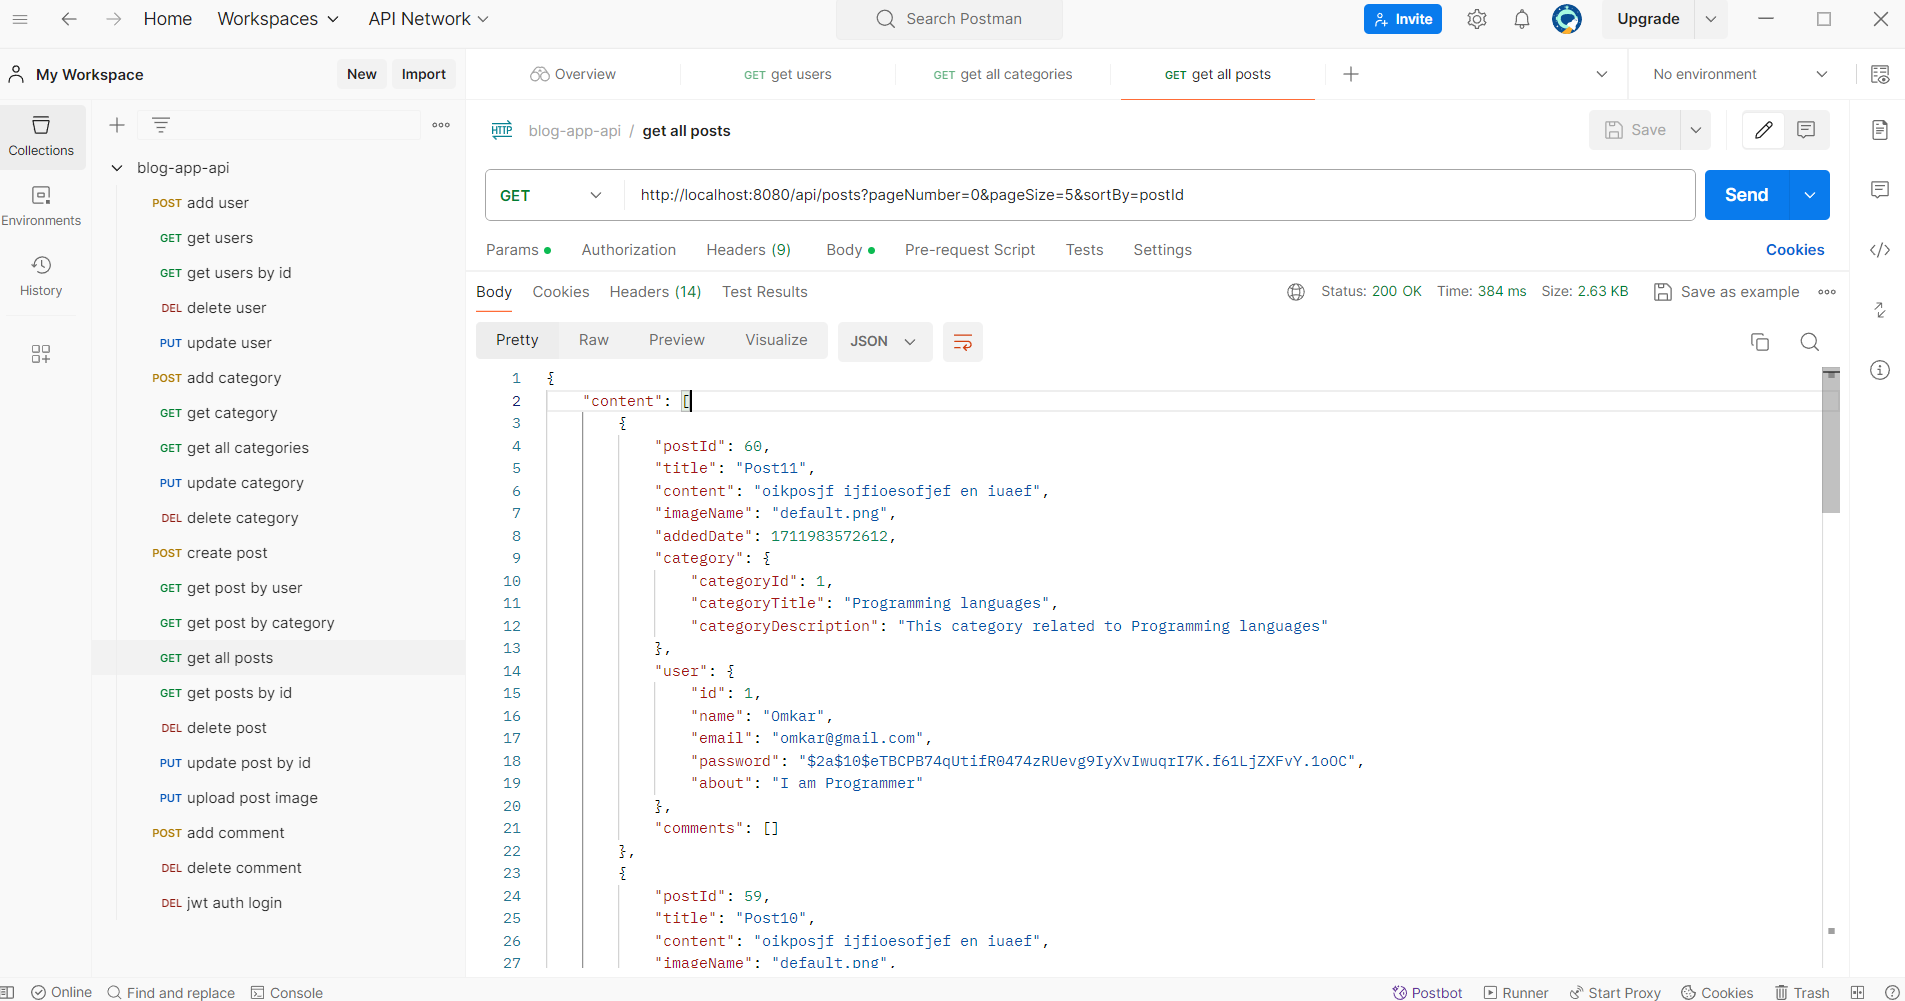 Home Workspaces API Network Search Postman Invite Upgrade
My Workspace New Import Overview GET get users GET get all categories GET get all posts No environment
Collections
Environments
History
blog-app-api
POST add user
GET get users
GET get users by id
DEL delete user
PUT update user
POST add category
GET get category
GET get all categories
PUT update category
DEL delete category
POST create post
GET get post by user
GET get post by category
GET get all posts
GET get posts by id
DEL delete post
PUT update post by id
PUT upload post image
POST add comment
DEL delete comment
DEL jwt auth login
HTTP blog-app-api / get all posts Save
GET http://localhost:8080/api/posts?pageNumber=0&pageSize=5&sortBy=postId Send
Params Authorization Headers (9) Body Pre-request Script Tests Settings Cookies
Body Cookies Headers (14) Test Results Status: 200 OK Time: 384 ms Size: 2.63 KB Save as example
Pretty Raw Preview Visualize JSON
1 {
2 "content": [
3 {
4 "postId": 60,
5 "title": "Post11",
6 "content": "oikposjf ijfioesofjef en iuaef",
7 "imageName": "default.png",
8 "addedDate": 1711983572612,
9 "category": {
10 "categoryId": 1,
11 "categoryTitle": "Programming languages",
12 "categoryDescription": "This category related to Programming languages"
13 },
14 "user": {
15 "id": 1,
16 "name": "Omkar",
17 "email": "omkar@gmail.com",
18 "password": "$2a$10$eTBCPB74qUtifR0474zRUevg9IyXvIwuqrI7K.f61LjZXFvY.1oOC",
19 "about": "I am Programmer"
20 },
21 "comments": []
22 },
23 {
24 "postId": 59,
25 "title": "Post10",
26 "content": "oikposjf ijfioesofjef en iuaef",
27 "imageName": "default.png",
Online Find and replace Console Postbot Runner Start Proxy Cookies Trash